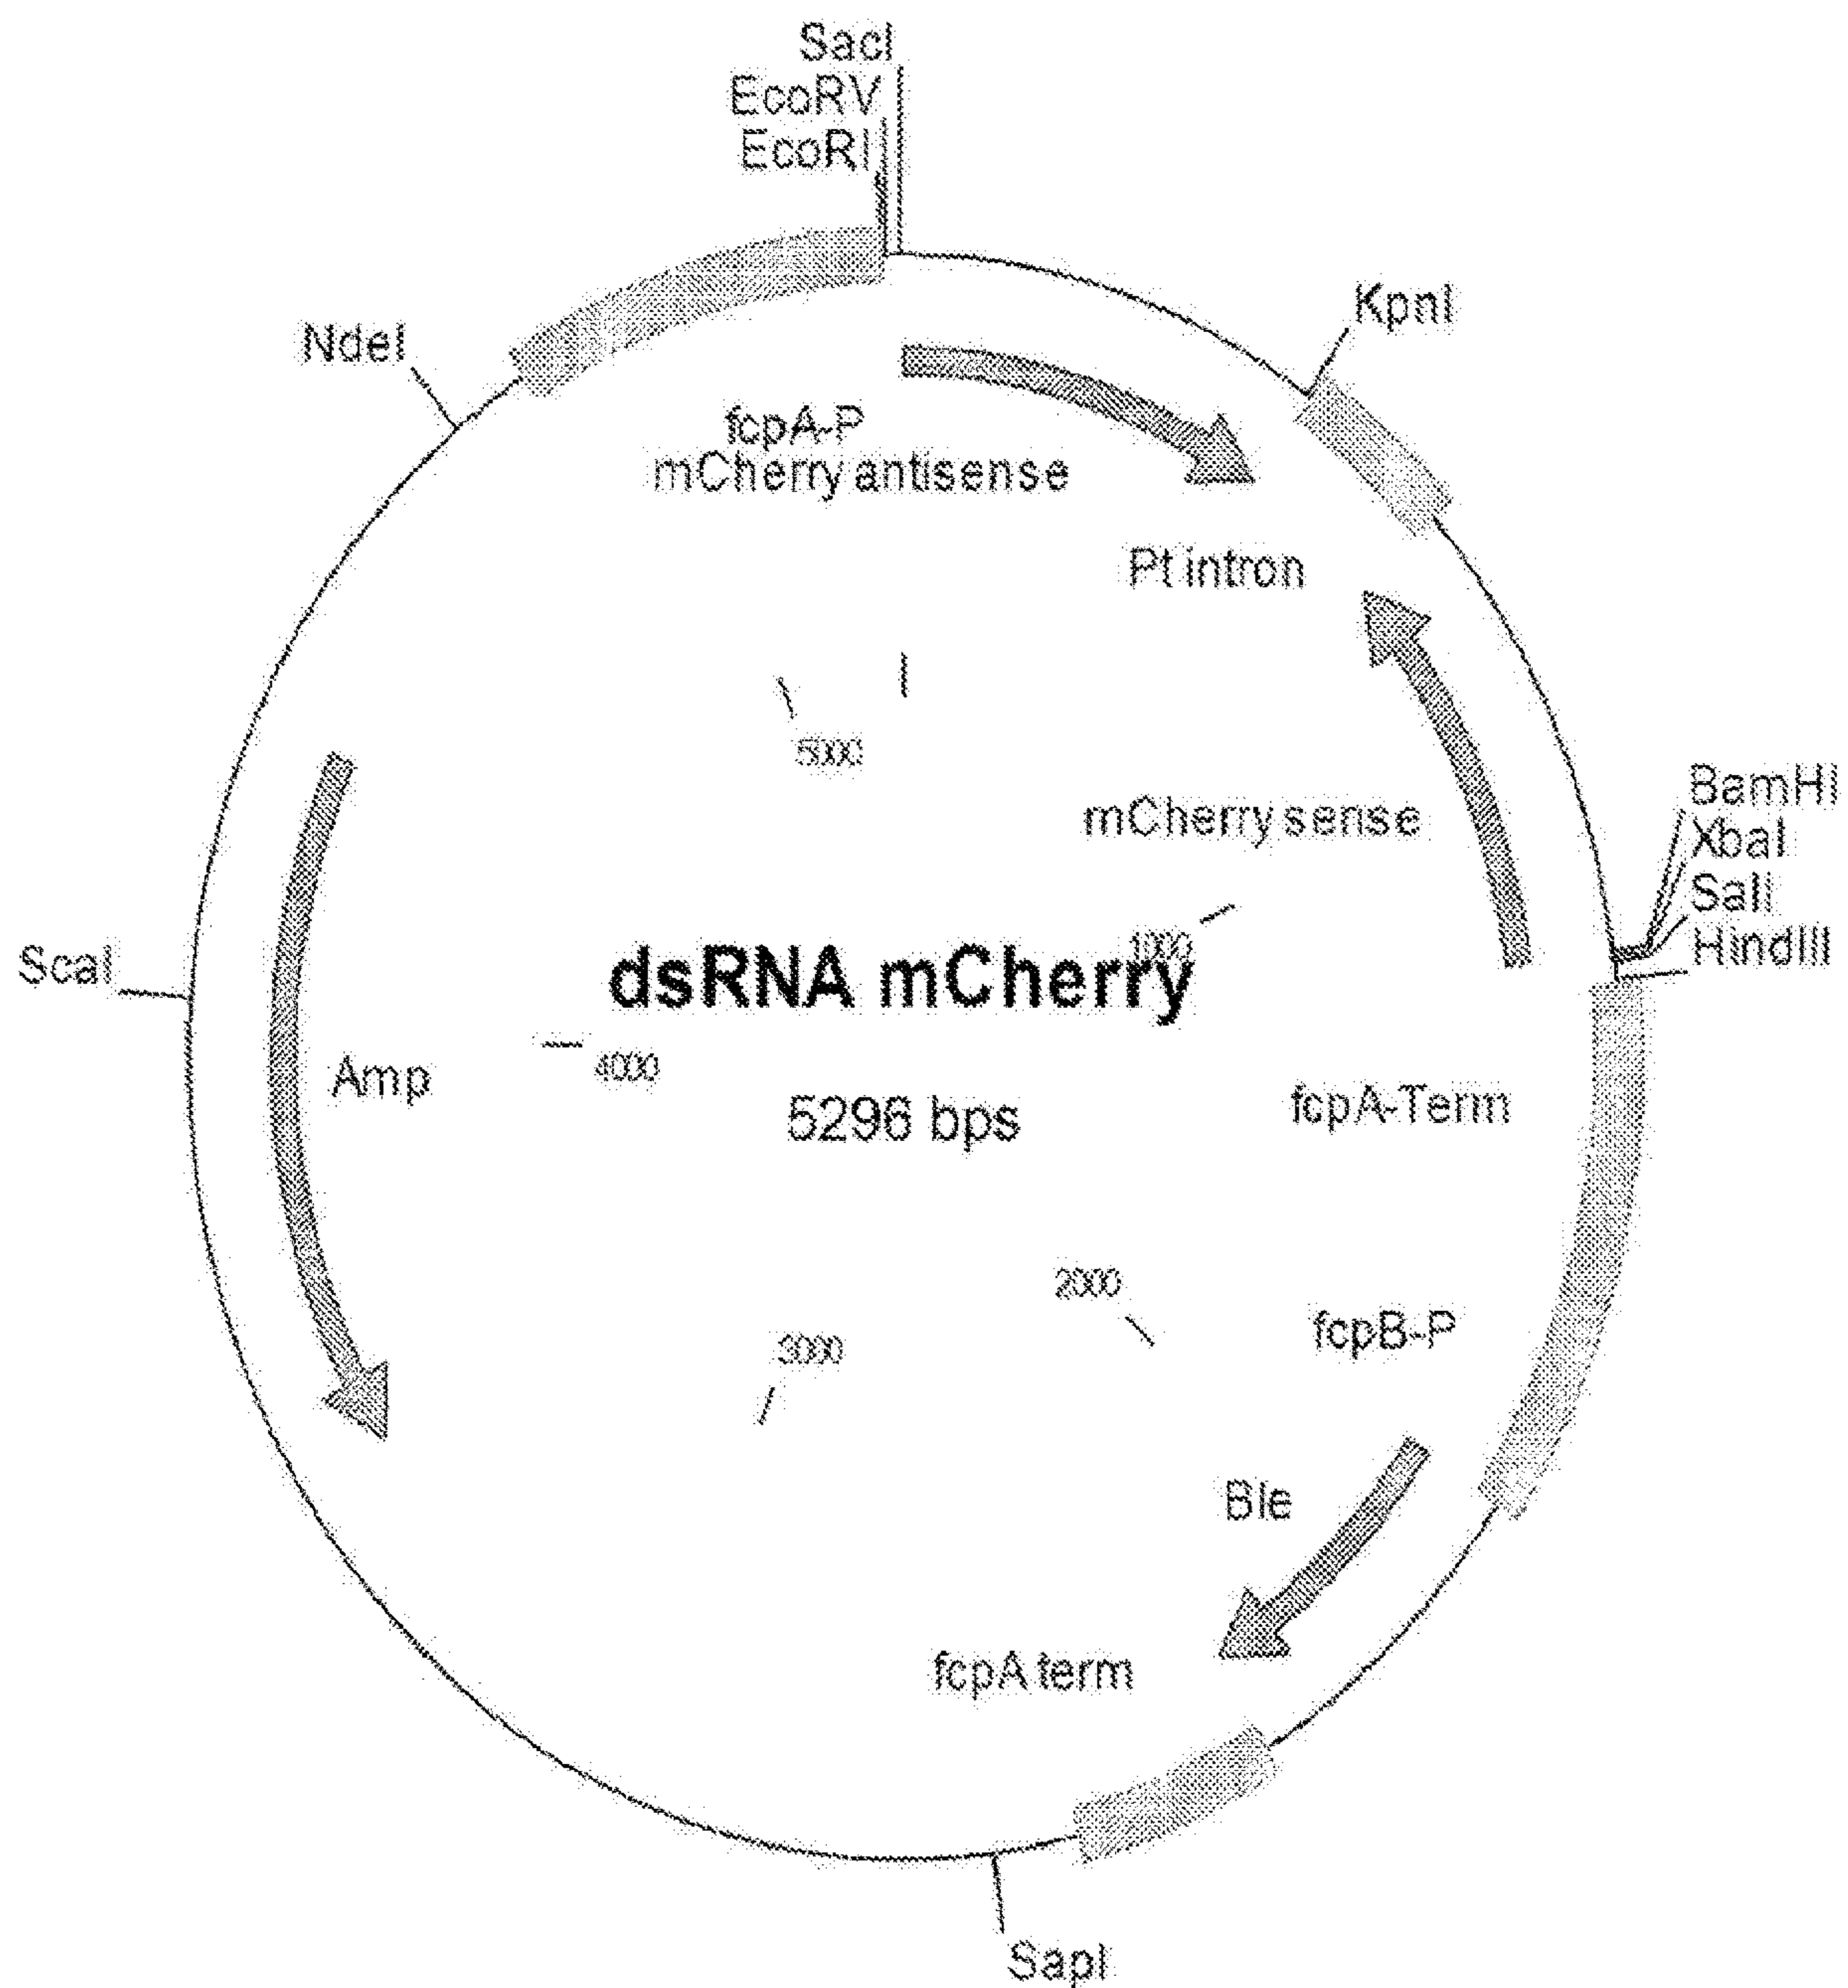 SacI
EcoRV
EcoRI
KpnI
NdeI
fcpA-P
mCherry antisense
Pt intron
5000
mCherry sense
BamHI
XbaI
SalI
HindIII
1000
ScaI
dsRNA mCherry
4000
Amp
5296 bps
fcpA-Term
2000
fcpB-P
3000
Ble
fcpA term
SapI